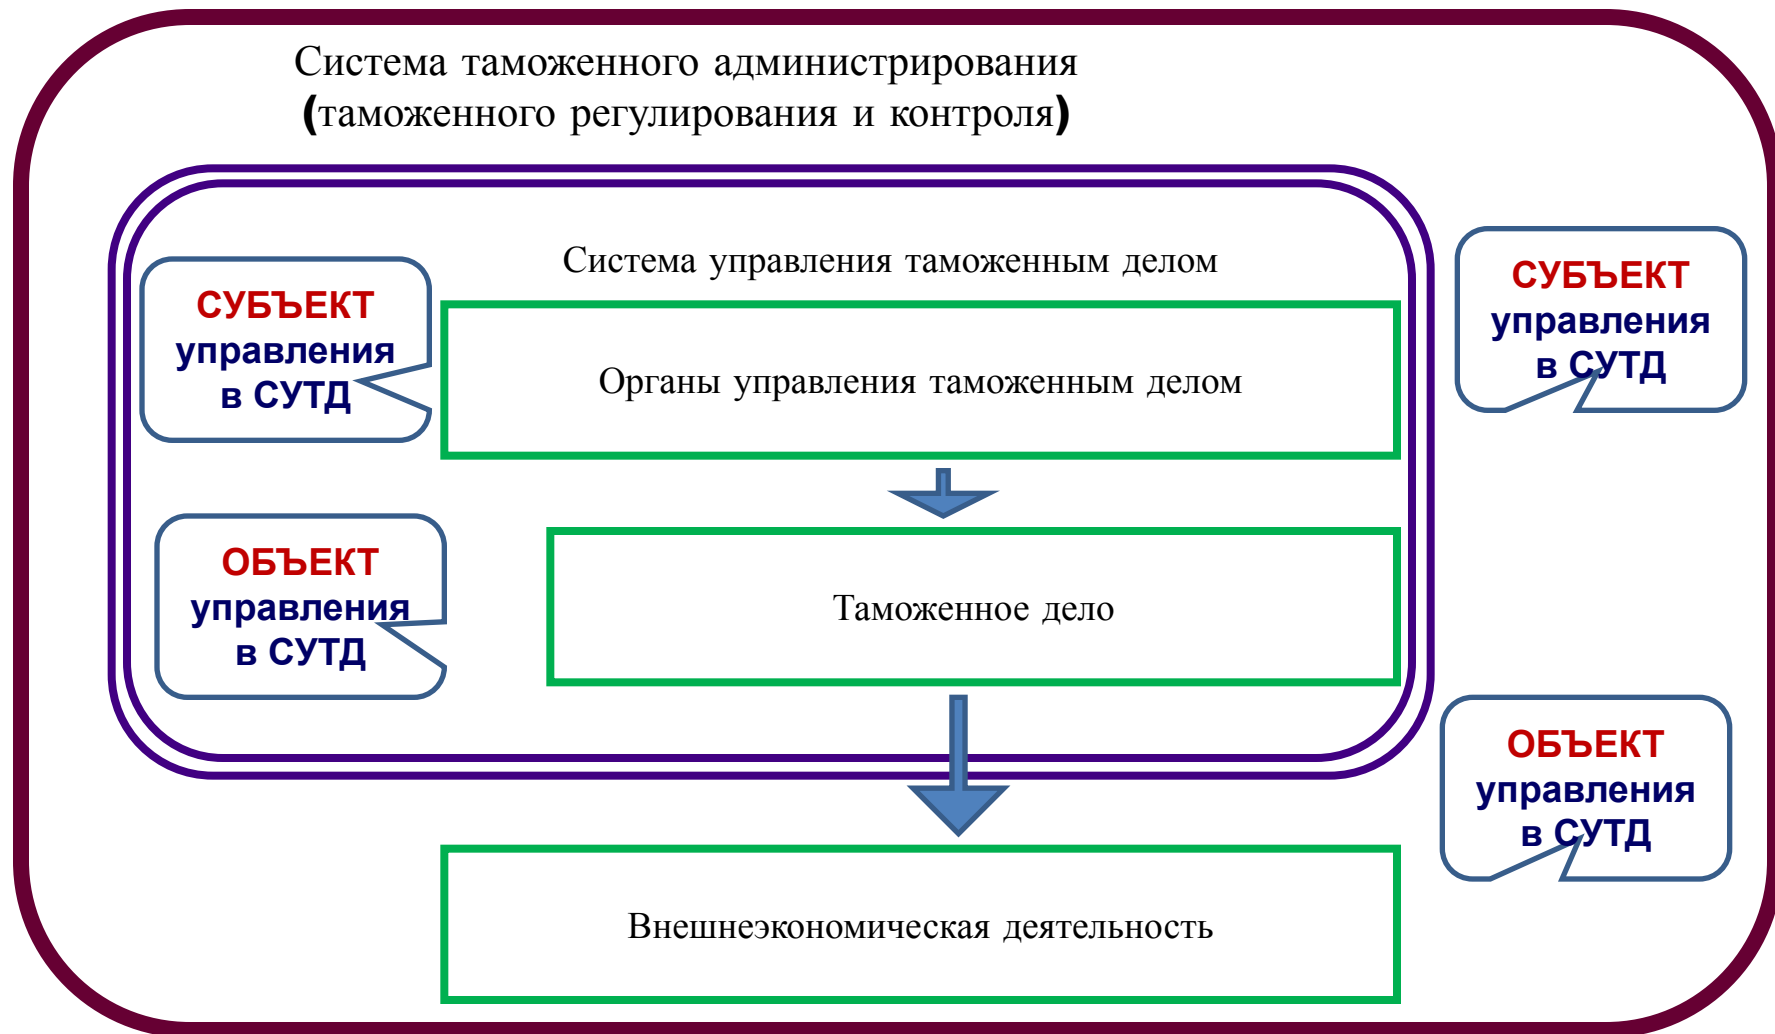 Система таможенного администрирования
(таможенного регулирования и контроля)
Система управления таможенным делом
СУБЪЕКТ
управления
в СУТД
Органы управления таможенным делом
СУБЪЕКТ
управления
в СУТД
ОБЪЕКТ
управления
в СУТД
Таможенное дело
ОБЪЕКТ
управления
в СУТД
Внешнеэкономическая деятельность